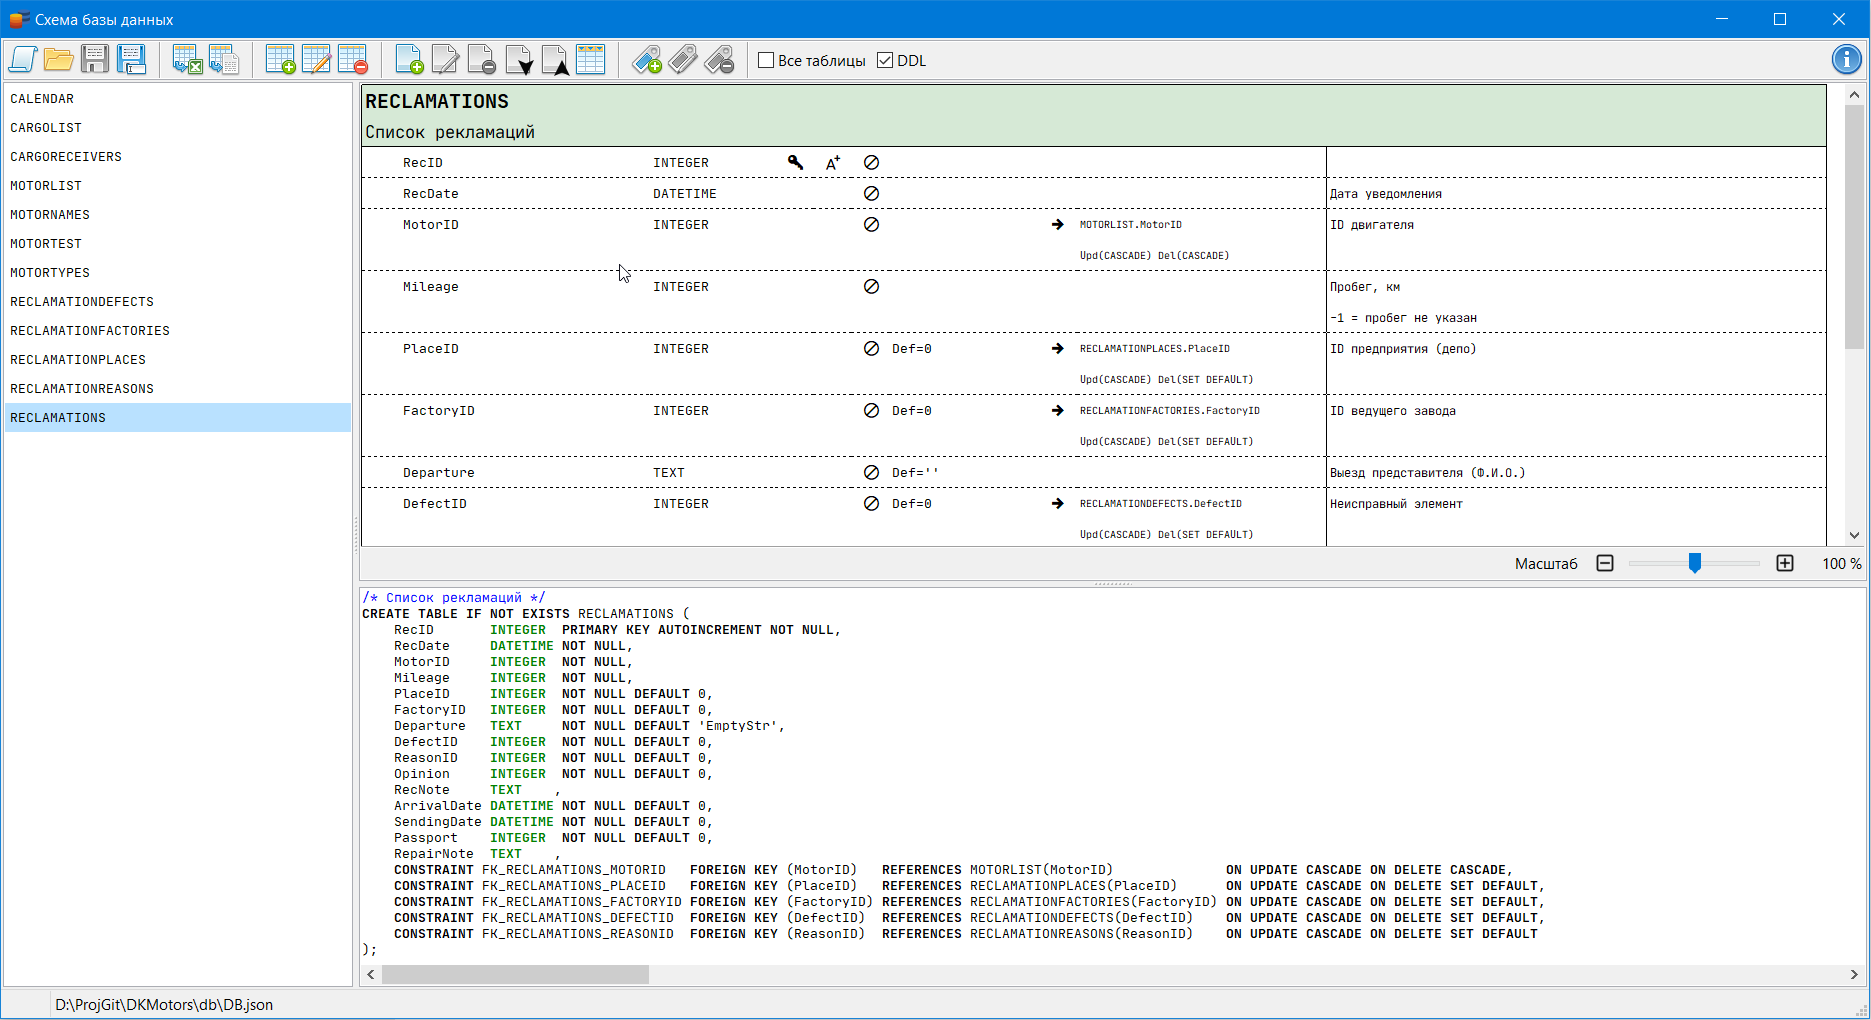 Схема базы данных
Все таблицы DDL
CALENDAR
CARGOLIST
CARGORECEIVERS
MOTORLIST
MOTORNAMES
MOTORTEST
MOTORTYPES
RECLAMATIONDEFECTS
RECLAMATIONFACTORIES
RECLAMATIONPLACES
RECLAMATIONREASONS
RECLAMATIONS
RECLAMATIONS
Список рекламаций
RecID INTEGER A+
RecDate DATETIME Дата уведомления
MotorID INTEGER MOTORLIST.MotorID ID двигателя
Upd(CASCADE) Del(CASCADE)
Mileage INTEGER Пробег, км
-1 = пробег не указан
PlaceID INTEGER Def=0 RECLAMATIONPLACES.PlaceID ID предприятия (депо)
Upd(CASCADE) Del(SET DEFAULT)
FactoryID INTEGER Def=0 RECLAMATIONFACTORIES.FactoryID ID ведущего завода
Upd(CASCADE) Del(SET DEFAULT)
Departure TEXT Def='' Выезд представителя (Ф.И.О.)
DefectID INTEGER Def=0 RECLAMATIONDEFECTS.DefectID Неисправный элемент
Upd(CASCADE) Del(SET DEFAULT)
Масштаб 100 %
/* Список рекламаций */
CREATE TABLE IF NOT EXISTS RECLAMATIONS (
RecID INTEGER PRIMARY KEY AUTOINCREMENT NOT NULL,
RecDate DATETIME NOT NULL,
MotorID INTEGER NOT NULL,
Mileage INTEGER NOT NULL,
PlaceID INTEGER NOT NULL DEFAULT 0,
FactoryID INTEGER NOT NULL DEFAULT 0,
Departure TEXT NOT NULL DEFAULT 'EmptyStr',
DefectID INTEGER NOT NULL DEFAULT 0,
ReasonID INTEGER NOT NULL DEFAULT 0,
Opinion INTEGER NOT NULL DEFAULT 0,
RecNote TEXT ,
ArrivalDate DATETIME NOT NULL DEFAULT 0,
SendingDate DATETIME NOT NULL DEFAULT 0,
Passport INTEGER NOT NULL DEFAULT 0,
RepairNote TEXT ,
CONSTRAINT FK_RECLAMATIONS_MOTORID FOREIGN KEY (MotorID) REFERENCES MOTORLIST(MotorID) ON UPDATE CASCADE ON DELETE CASCADE,
CONSTRAINT FK_RECLAMATIONS_PLACEID FOREIGN KEY (PlaceID) REFERENCES RECLAMATIONPLACES(PlaceID) ON UPDATE CASCADE ON DELETE SET DEFAULT,
CONSTRAINT FK_RECLAMATIONS_FACTORYID FOREIGN KEY (FactoryID) REFERENCES RECLAMATIONFACTORIES(FactoryID) ON UPDATE CASCADE ON DELETE SET DEFAULT,
CONSTRAINT FK_RECLAMATIONS_DEFECTID FOREIGN KEY (DefectID) REFERENCES RECLAMATIONDEFECTS(DefectID) ON UPDATE CASCADE ON DELETE SET DEFAULT,
CONSTRAINT FK_RECLAMATIONS_REASONID FOREIGN KEY (ReasonID) REFERENCES RECLAMATIONREASONS(ReasonID) ON UPDATE CASCADE ON DELETE SET DEFAULT
);
D:\ProjGit\DKMotors\db\DB.json